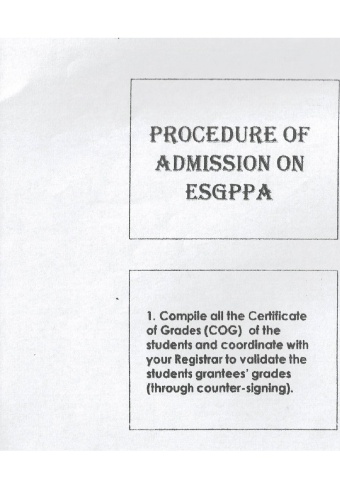 PROCEDURE OF
ADMISSION ON
ESGPPA
1. Compile all the Certificate
of Grades (COG) of the
students and coordinate with
your Registrar to validate the
students grantees' grades
(through counter-signing).